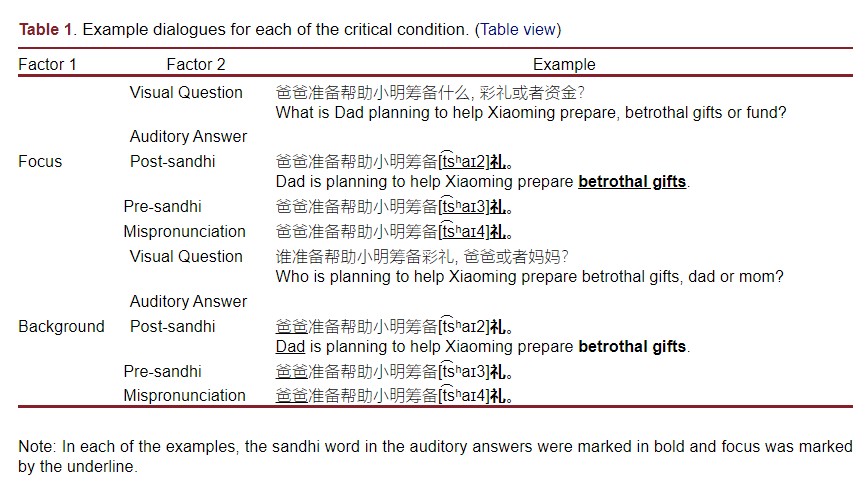 Table 1. Example dialogues for each of the critical condition. (Table view)
Factor 1 Factor 2 Example
Visual Question 爸爸准备帮助小明筹备什么, 彩礼或者资金?
What is Dad planning to help Xiaoming prepare, betrothal gifts or fund?
Auditory Answer
Focus Post-sandhi 爸爸准备帮助小明筹备[t͡sʰaɪ2]礼。
Dad is planning to help Xiaoming prepare betrothal gifts.
Pre-sandhi 爸爸准备帮助小明筹备[t͡sʰaɪ3]礼。
Mispronunciation 爸爸准备帮助小明筹备[t͡sʰaɪ4]礼。
Visual Question 谁准备帮助小明筹备彩礼, 爸爸或者妈妈?
Who is planning to help Xiaoming prepare betrothal gifts, dad or mom?
Auditory Answer
Background Post-sandhi 爸爸准备帮助小明筹备[t͡sʰaɪ2]礼。
Dad is planning to help Xiaoming prepare betrothal gifts.
Pre-sandhi 爸爸准备帮助小明筹备[t͡sʰaɪ3]礼。
Mispronunciation 爸爸准备帮助小明筹备[t͡sʰaɪ4]礼。
Note: In each of the examples, the sandhi word in the auditory answers were marked in bold and focus was marked
by the underline.